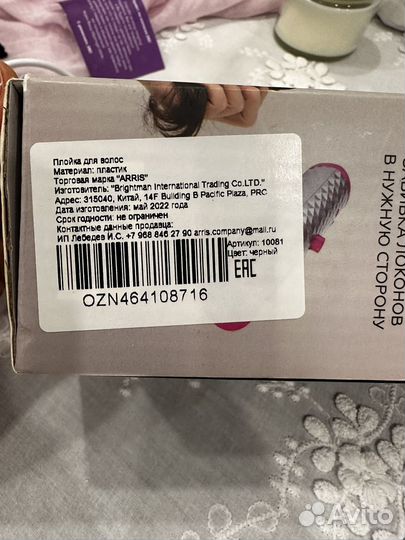 Плойка для волос
Материал: пластик
Торговая марка "ARRIS"
Изготовитель: "Brightman International Trading Co.LTD."
Адрес: 315040, Китай, 14F Building B Pacific Plaza, PRC
Дата изготовления: май 2022 года
Срок годности: не ограничен
Контактные данные продавца:
ИП Лебедев И.С. +7 968 846 27 90 arris.company@mail.ru
Артикул: 10081
Цвет: черный
EAC
OZN464108716
ЛОКОНОВ
В НУЖНУЮ СТОРОНУ
Avito